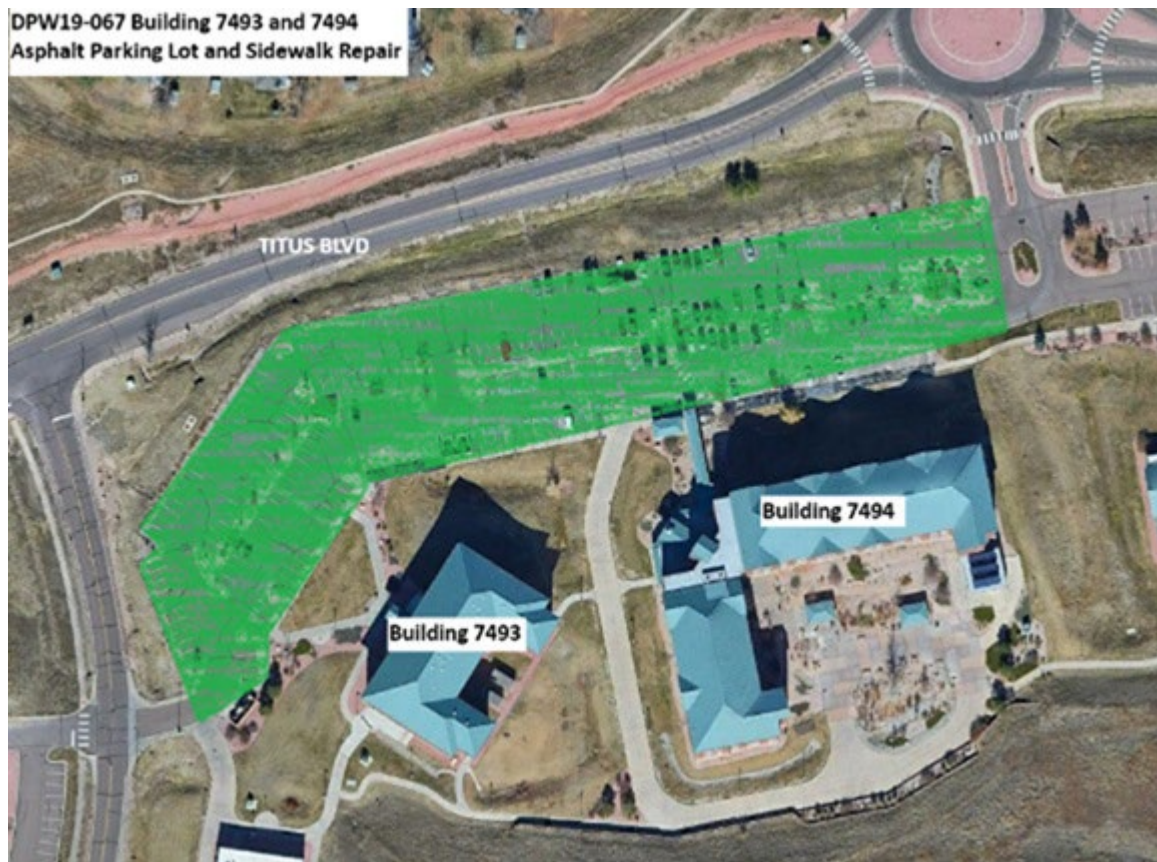 DPW19-067 Building 7493 and 7494
Asphalt Parking Lot and Sidewalk Repair
TITUS BLVD
Building 7494
Building 7493